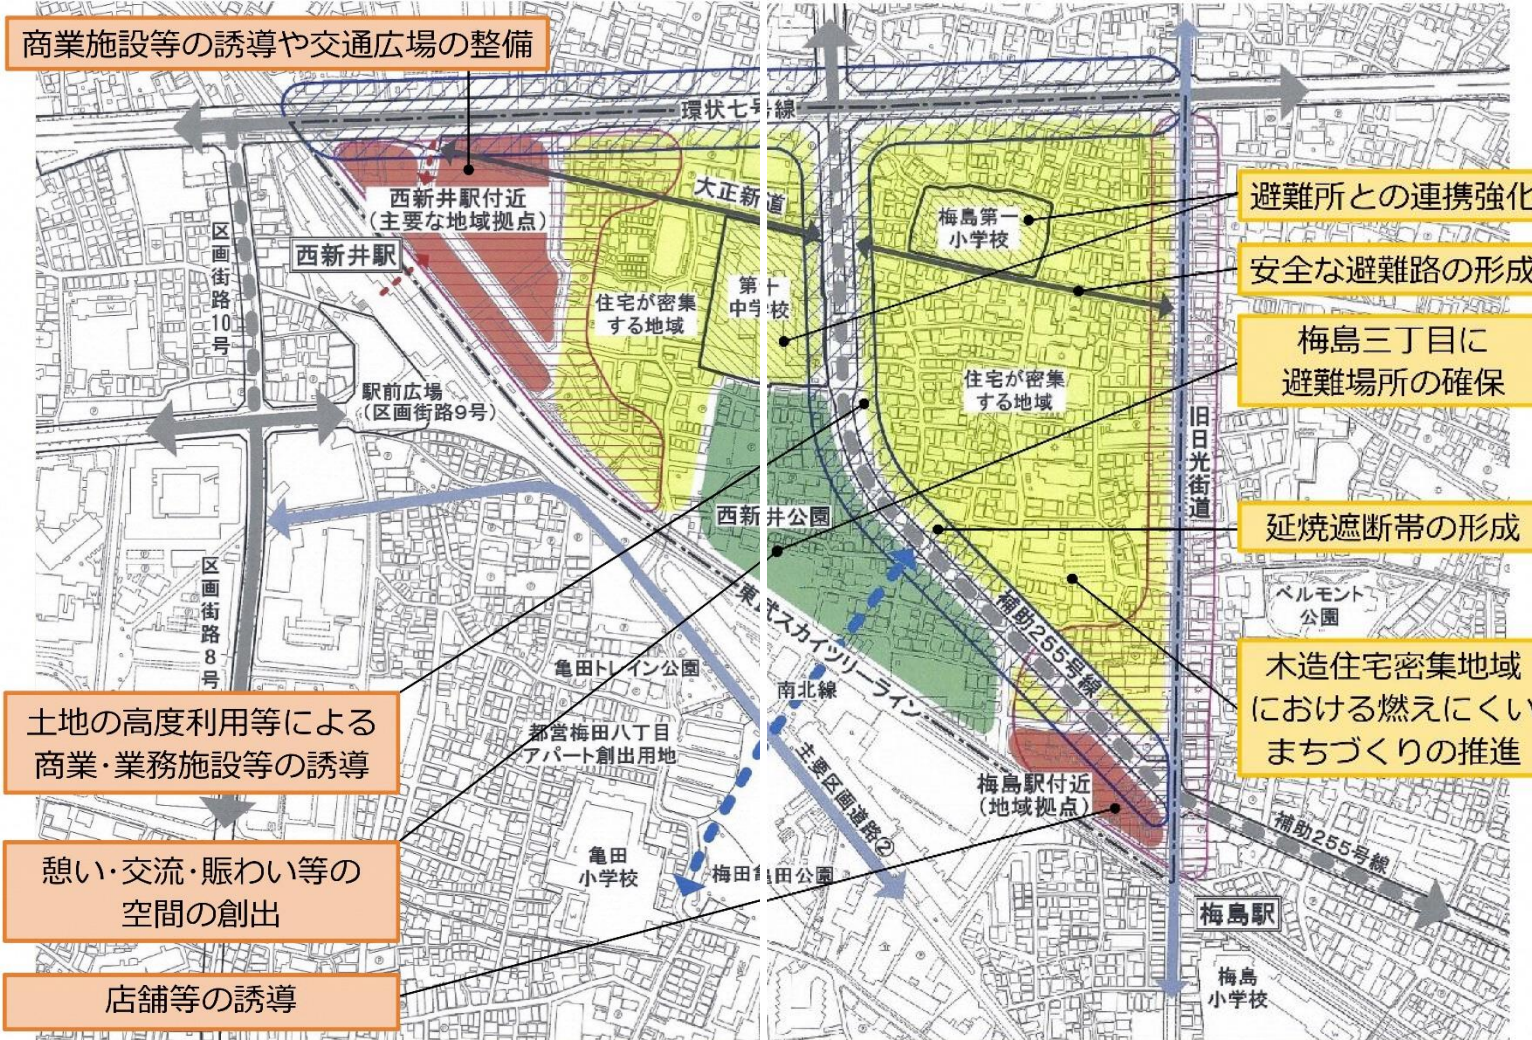 商業施設等の誘導や交通広場の整備
環状七号線
西新井駅付近
(主要な地域拠点)
大正新道
梅島第一
小学校
避難所との連携強化
西新井駅
区画街路10号
第十
中学校
住宅が密集
する地域
安全な避難路の形成
梅島三丁目に
避難場所の確保
駅前広場
(区画街路9号)
住宅が密集
する地域
旧日光街道
西新井公園
延焼遮断帯の形成
区画街路8号
東武スカイツリーライン
補助255号線
ベルモント
公園
亀田トレイン公園
南北線
木造住宅密集地域
における燃えにくい
まちづくりの推進
土地の高度利用等による
商業・業務施設等の誘導
都営梅田八丁目
アパート創出用地
主要区画道路②
梅島駅付近
(地域拠点)
補助255号線
憩い・交流・賑わい等の
空間の創出
亀田
小学校
梅田亀田公園
梅島駅
店舗等の誘導
梅島
小学校